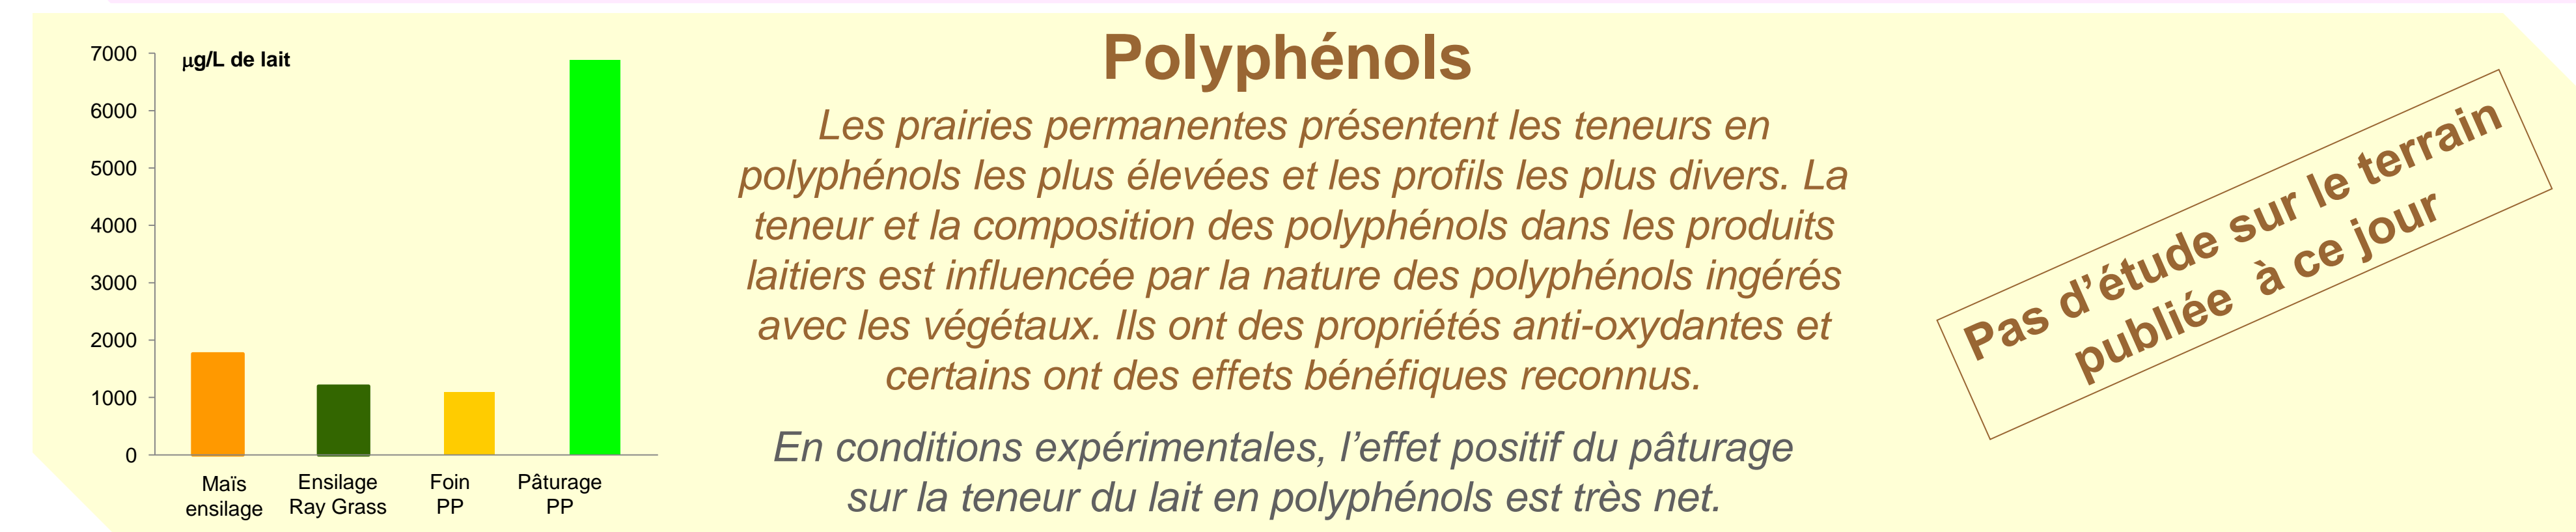 7000
µg/L de lait
6000
5000
4000
3000
2000
1000
0
Maïs
ensilage
Ensilage
Ray Grass
Foin
PP
Pâturage
PP
Polyphénols
Les prairies permanentes présentent les teneurs en
polyphénols les plus élevées et les profils les plus divers. La
teneur et la composition des polyphénols dans les produits
laitiers est influencée par la nature des polyphénols ingérés
avec les végétaux. Ils ont des propriétés anti-oxydantes et
certains ont des effets bénéfiques reconnus.
En conditions expérimentales, l’effet positif du pâturage
sur la teneur du lait en polyphénols est très net.
Pas d’étude sur le terrain
publiée à ce jour